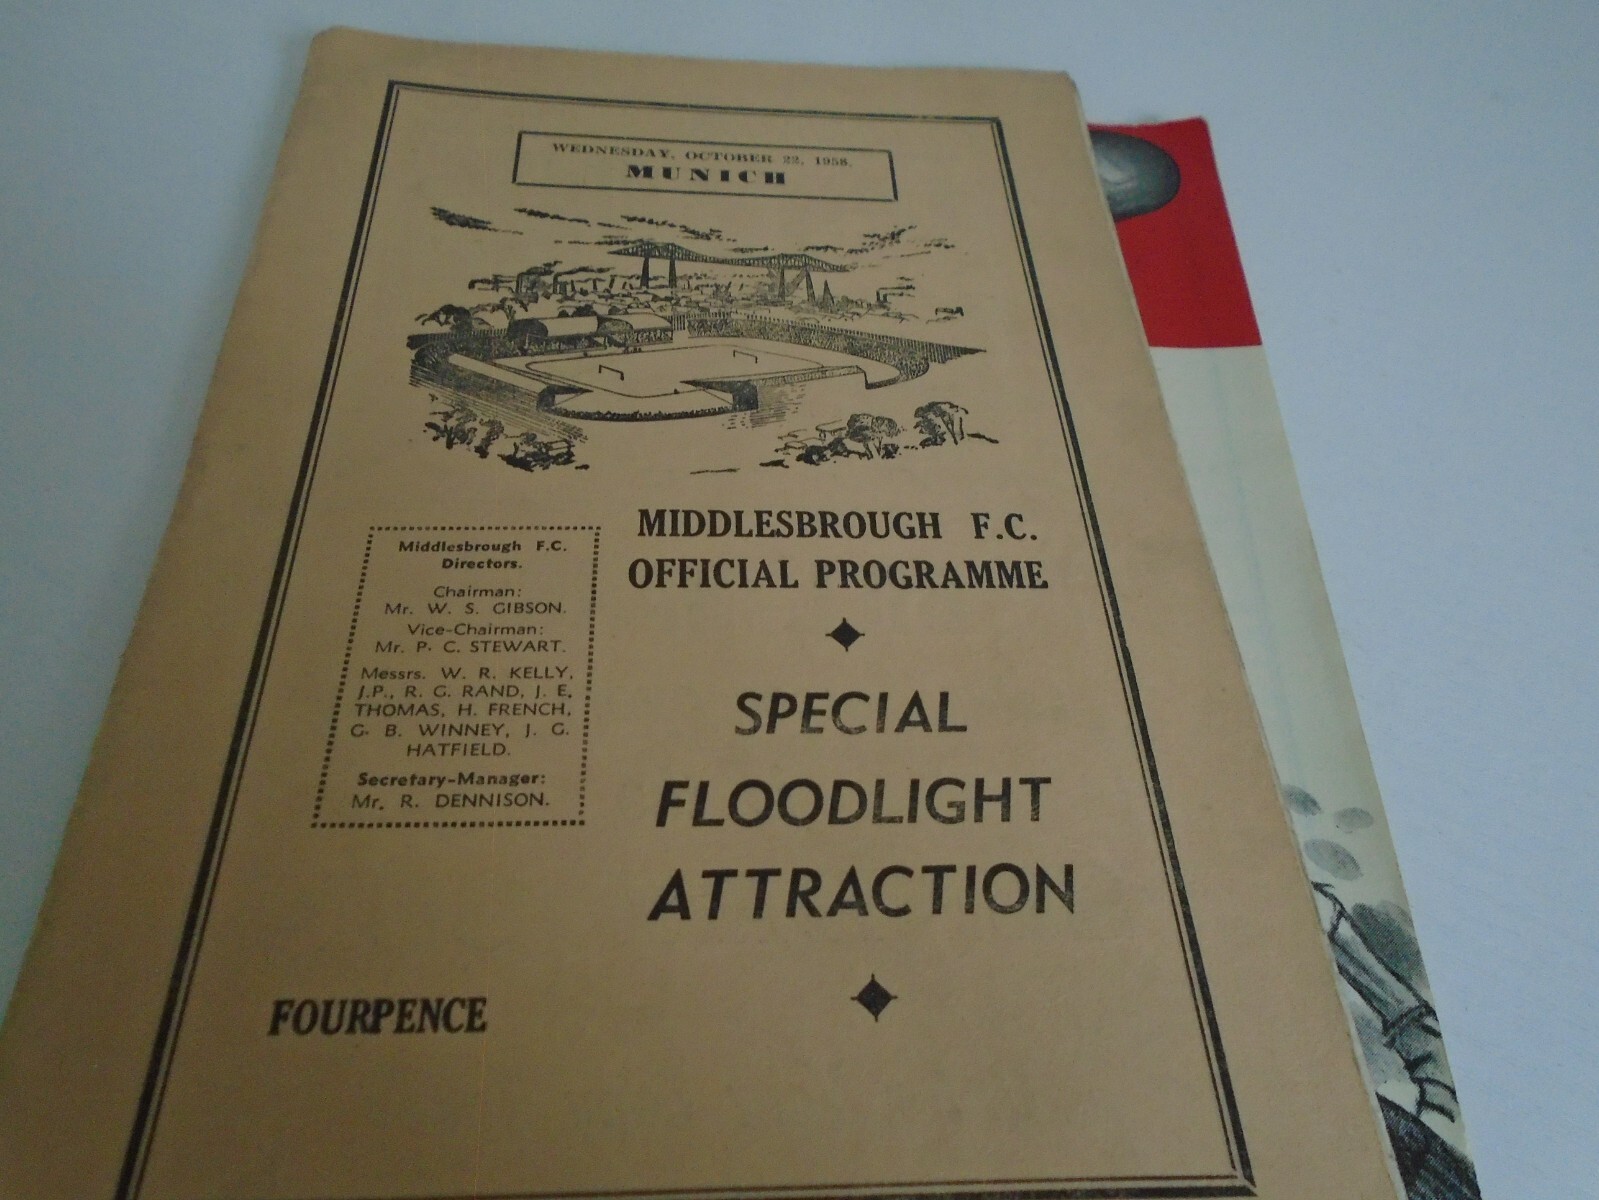 WEDNESDAY, OCTOBER 22, 1958.
MUNICH
MIDDLESBROUGH F.C.
OFFICIAL PROGRAMME
Middlesbrough F.C.
Directors.
Chairman:
Mr. W. S. GIBSON.
Vice-Chairman:
Mr. P. C. STEWART.
Messrs. W. R. KELLY,
J.P., R. G. RAND, J. E.
THOMAS, H. FRENCH,
G. B. WINNEY, J. G.
HATFIELD.
Secretary-Manager:
Mr. R. DENNISON.
SPECIAL
FLOODLIGHT
ATTRACTION
FOURPENCE